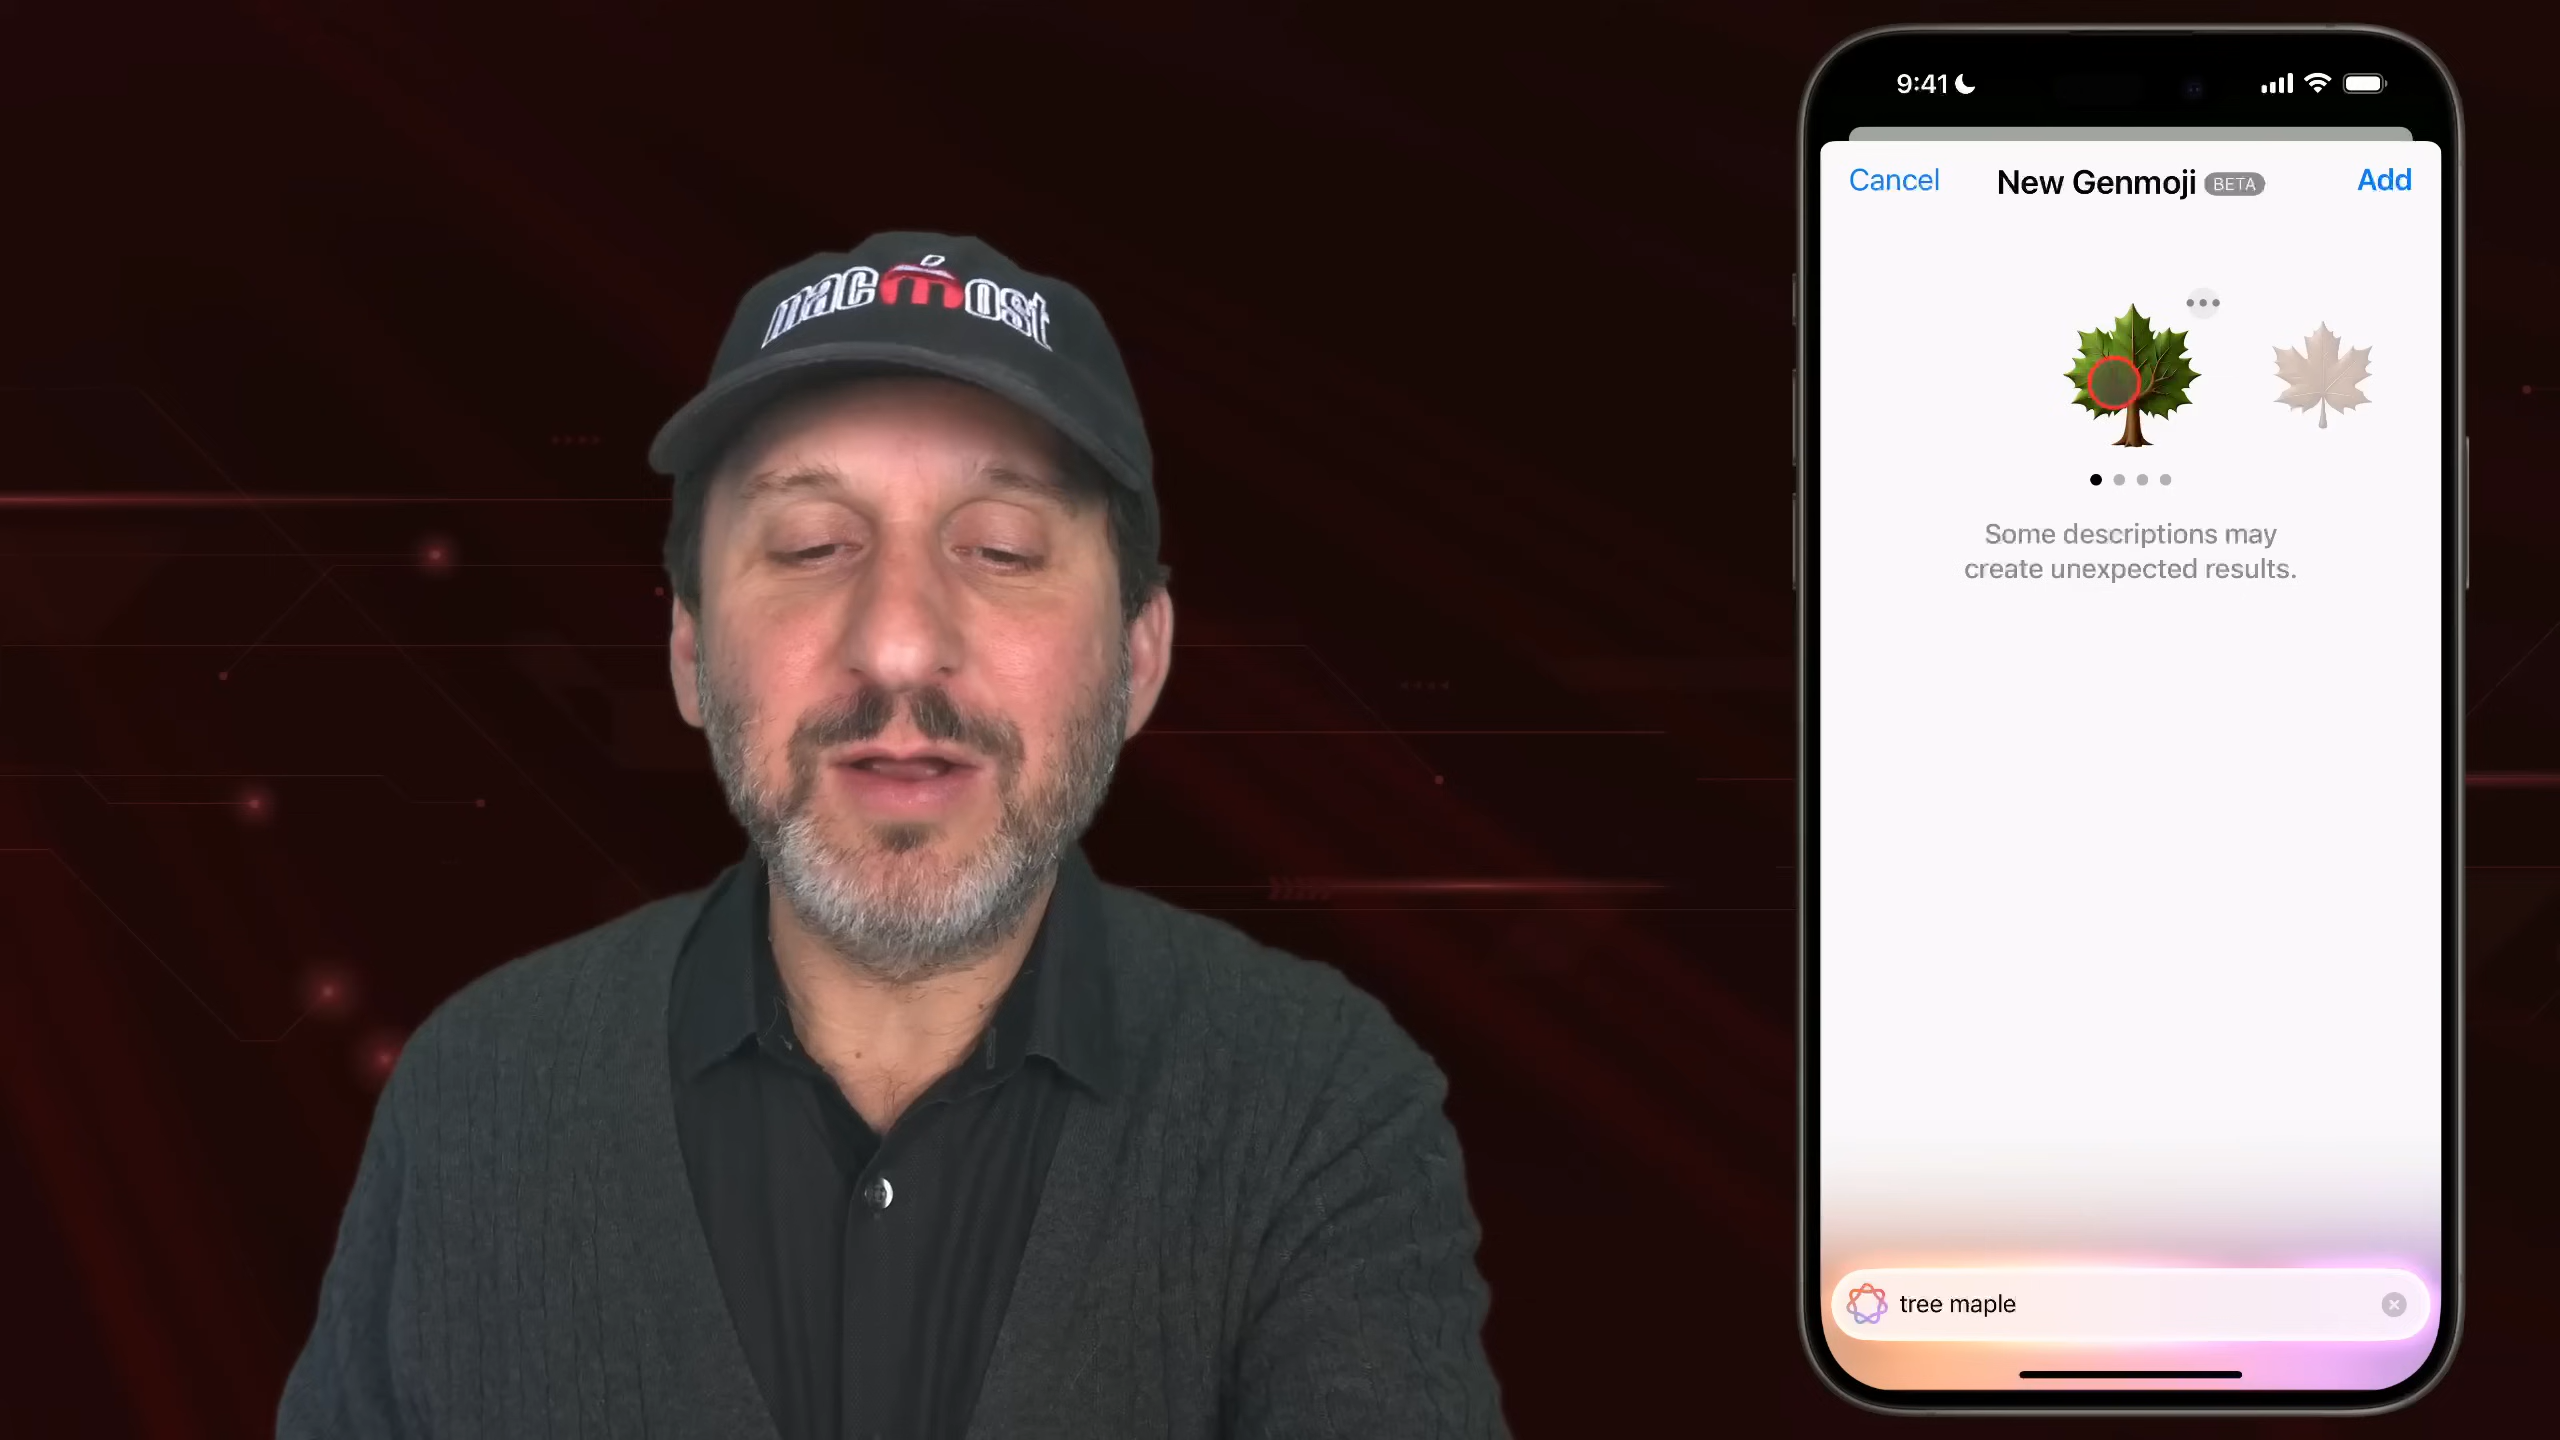 macmost
9:41
Cancel
New Genmoji BETA
Add
Some descriptions may
create unexpected results.
tree maple